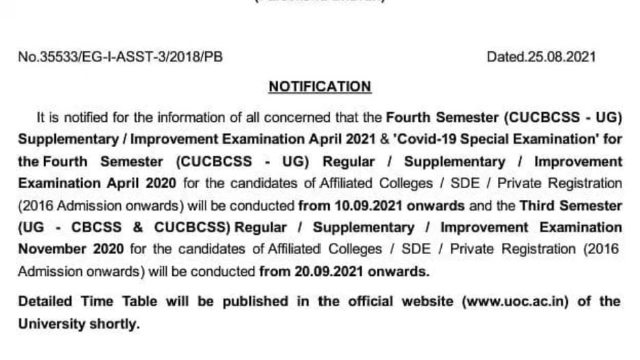 No.35533/EG-I-ASST-3/2018/PB Dated.25.08.2021
NOTIFICATION
It is notified for the information of all concerned that the Fourth Semester (CUCBCSS - UG)
Supplementary / Improvement Examination April 2021 & 'Covid-19 Special Examination' for
the Fourth Semester (CUCBCSS - UG) Regular / Supplementary / Improvement
Examination April 2020 for the candidates of Affiliated Colleges / SDE / Private Registration
(2016 Admission onwards) will be conducted from 10.09.2021 onwards and the Third Semester
(UG - CBCSS & CUCBCSS) Regular / Supplementary / Improvement Examination
November 2020 for the candidates of Affiliated Colleges / SDE / Private Registration (2016
Admission onwards) will be conducted from 20.09.2021 onwards.
Detailed Time Table will be published in the official website (www.uoc.ac.in) of the
University shortly.